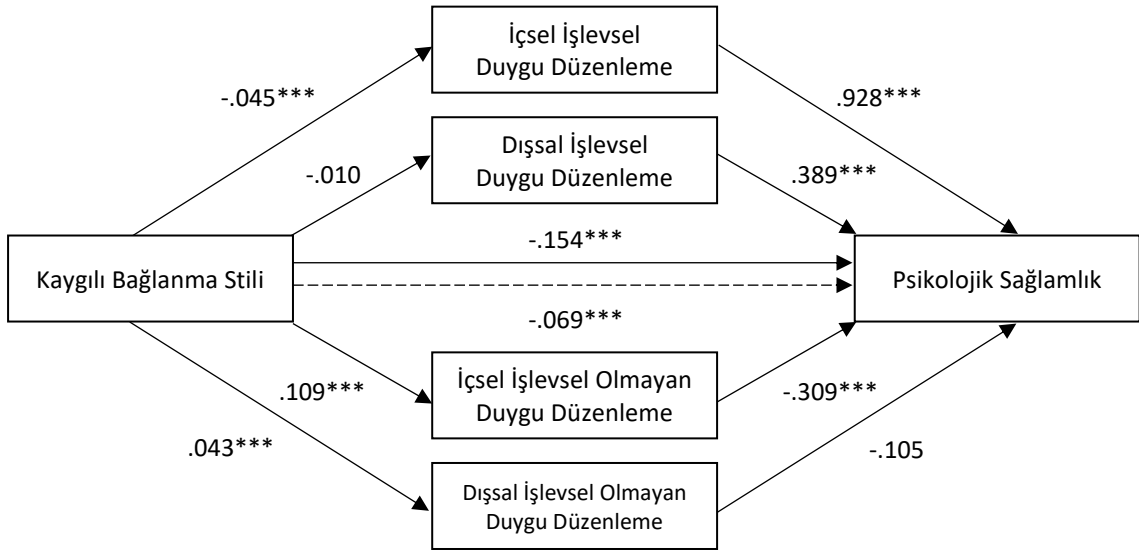 İçsel İşlevsel
Duygu Düzenleme
-.045***
.928***
Dışsal İşlevsel
Duygu Düzenleme
-.010
.389***
Kaygılı Bağlanma Stili
-.154***
-.069***
Psikolojik Sağlamlık
İçsel İşlevsel Olmayan
Duygu Düzenleme
.109***
-.309***
.043***
-.105
Dışsal İşlevsel Olmayan
Duygu Düzenleme